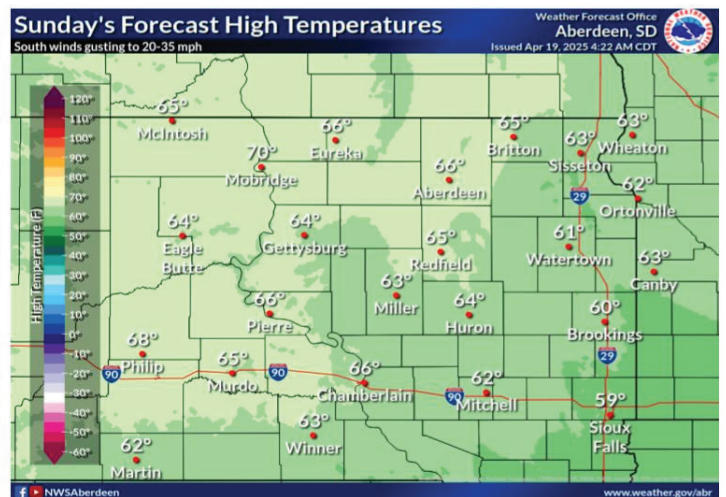 Sunday's Forecast High Temperatures
South winds gusting to 20-35 mph
Weather Forecast Office
Aberdeen, SD
Issued Apr 19, 2025 4:22 AM CDT
High Temperature (F)
120°
110°
100°
90°
80°
70°
60°
50°
40°
30°
20°
10°
0°
-10°
-20°
-30°
-40°
-50°
-60°
65°
McIntosh
66°
Eureka
65°
Britton
63°
Sisseton
63°
Wheaton
70°
Mobridge
66°
Aberdeen
29
62°
Ortonville
64°
Eagle
Butte
64°
Gettysburg
65°
Redfield
61°
Watertown
63°
Canby
63°
Miller
66°
Pierre
64°
Huron
60°
Brookings
68°
Philip
29
90
65°
Murdo
90
66°
Chamberlain
90
62°
Mitchell
59°
Sioux
Falls
63°
Winner
62°
Martin
NWSAberdeen
www.weather.gov/abr